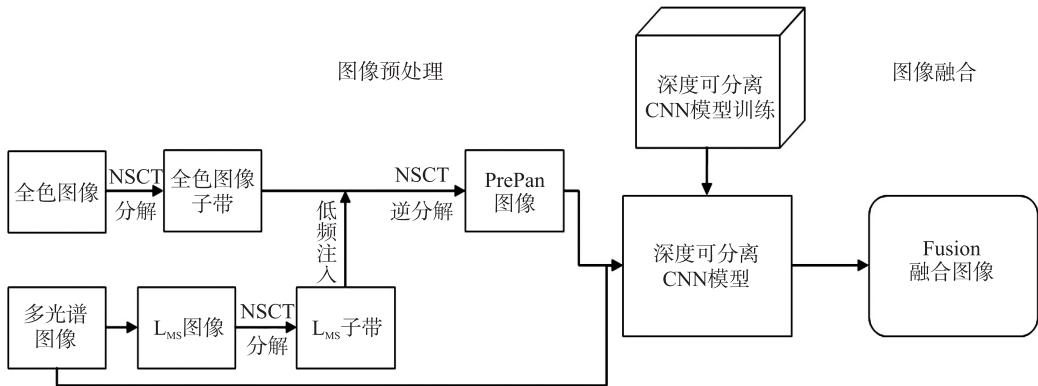 图像预处理
图像融合
深度可分离
CNN模型训练
全色图像
NSCT
分解
全色图像
子带
NSCT
逆分解
PrePan
图像
低频注入
深度可分离
CNN模型
Fusion
融合图像
多光谱
图像
LMS图像
NSCT
分解
LMS子带